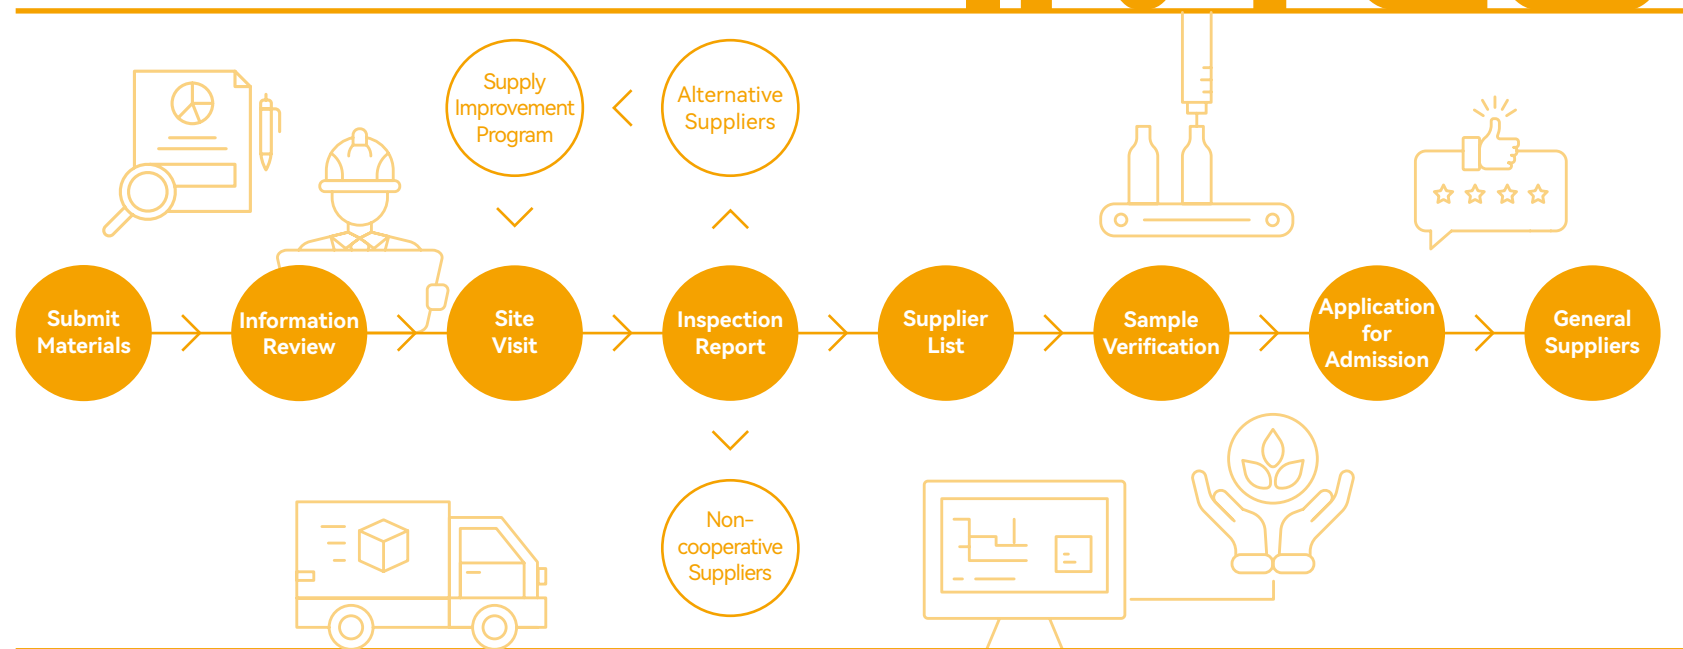 Supply
Improvement
Program
Alternative
Suppliers
Submit
Materials
Information
Review
Site
Visit
Inspection
Report
Supplier
List
Sample
Verification
Application
for
Admission
General
Suppliers
Non-
cooperative
Suppliers